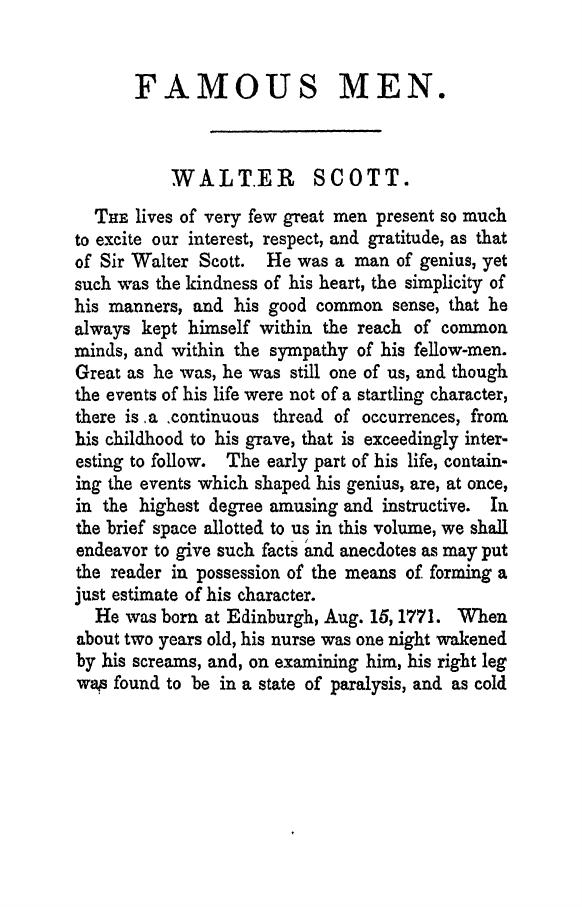 FAMOUS MEN.
WALTER SCOTT.
THE lives of very few great men present so much
to excite our interest, respect, and gratitude, as that
of Sir Walter Scott. He was a man of genius, yet
such was the kindness of his heart, the simplicity of
his manners, and his good common sense, that he
always kept himself within the reach of common
minds, and within the sympathy of his fellow-men.
Great as he was, he was still one of us, and though
the events of his life were not of a startling character,
there is a continuous thread of occurrences, from
his childhood to his grave, that is exceedingly inter-
esting to follow. The early part of his life, contain-
ing the events which shaped his genius, are, at once,
in the highest degree amusing and instructive. In
the brief space allotted to us in this volume, we shall
endeavor to give such facts and anecdotes as may put
the reader in possession of the means of forming a
just estimate of his character.
He was born at Edinburgh, Aug. 15, 1771. When
about two years old, his nurse was one night wakened
by his screams, and, on examining him, his right leg
was found to be in a state of paralysis, and as cold